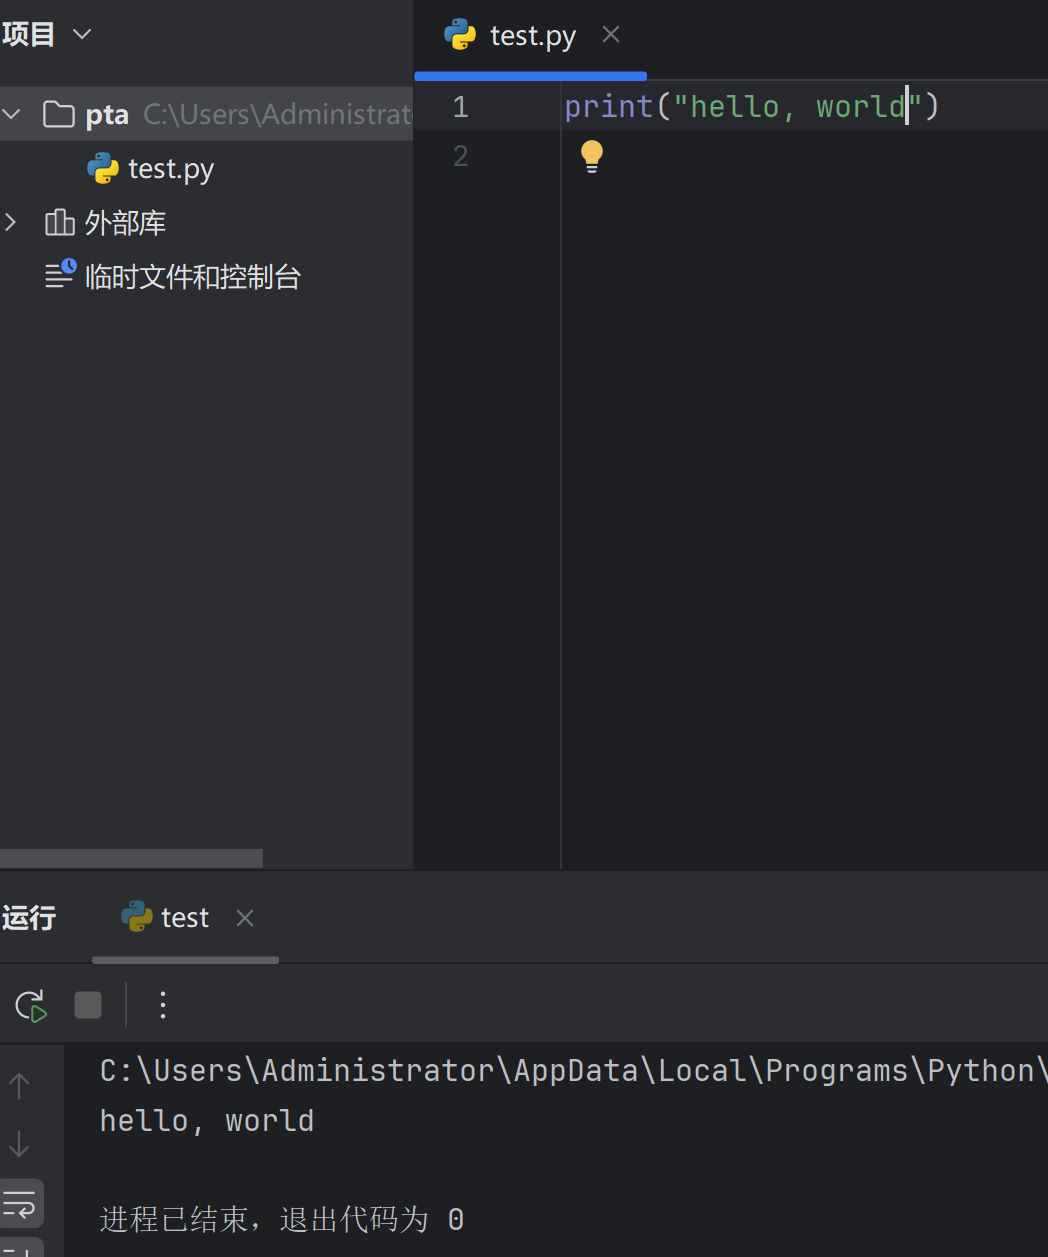 项目
test.py
pta C:\Users\Administrat
test.py
外部库
临时文件和控制台
1 print("hello, world")
2
运行 test
C:\Users\Administrator\AppData\Local\Programs\Python\
hello, world
进程已结束，退出代码为 0